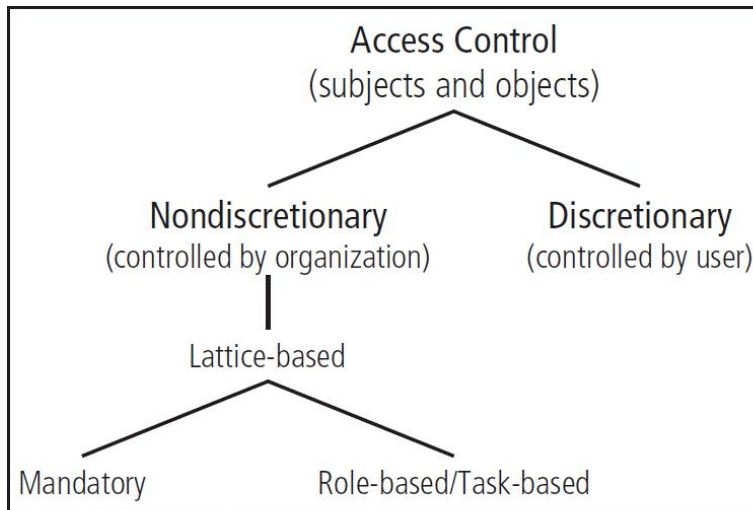 Access Control
(subjects and objects)
Nondiscretionary
(controlled by organization)
Discretionary
(controlled by user)
Lattice-based
Mandatory
Role-based/Task-based